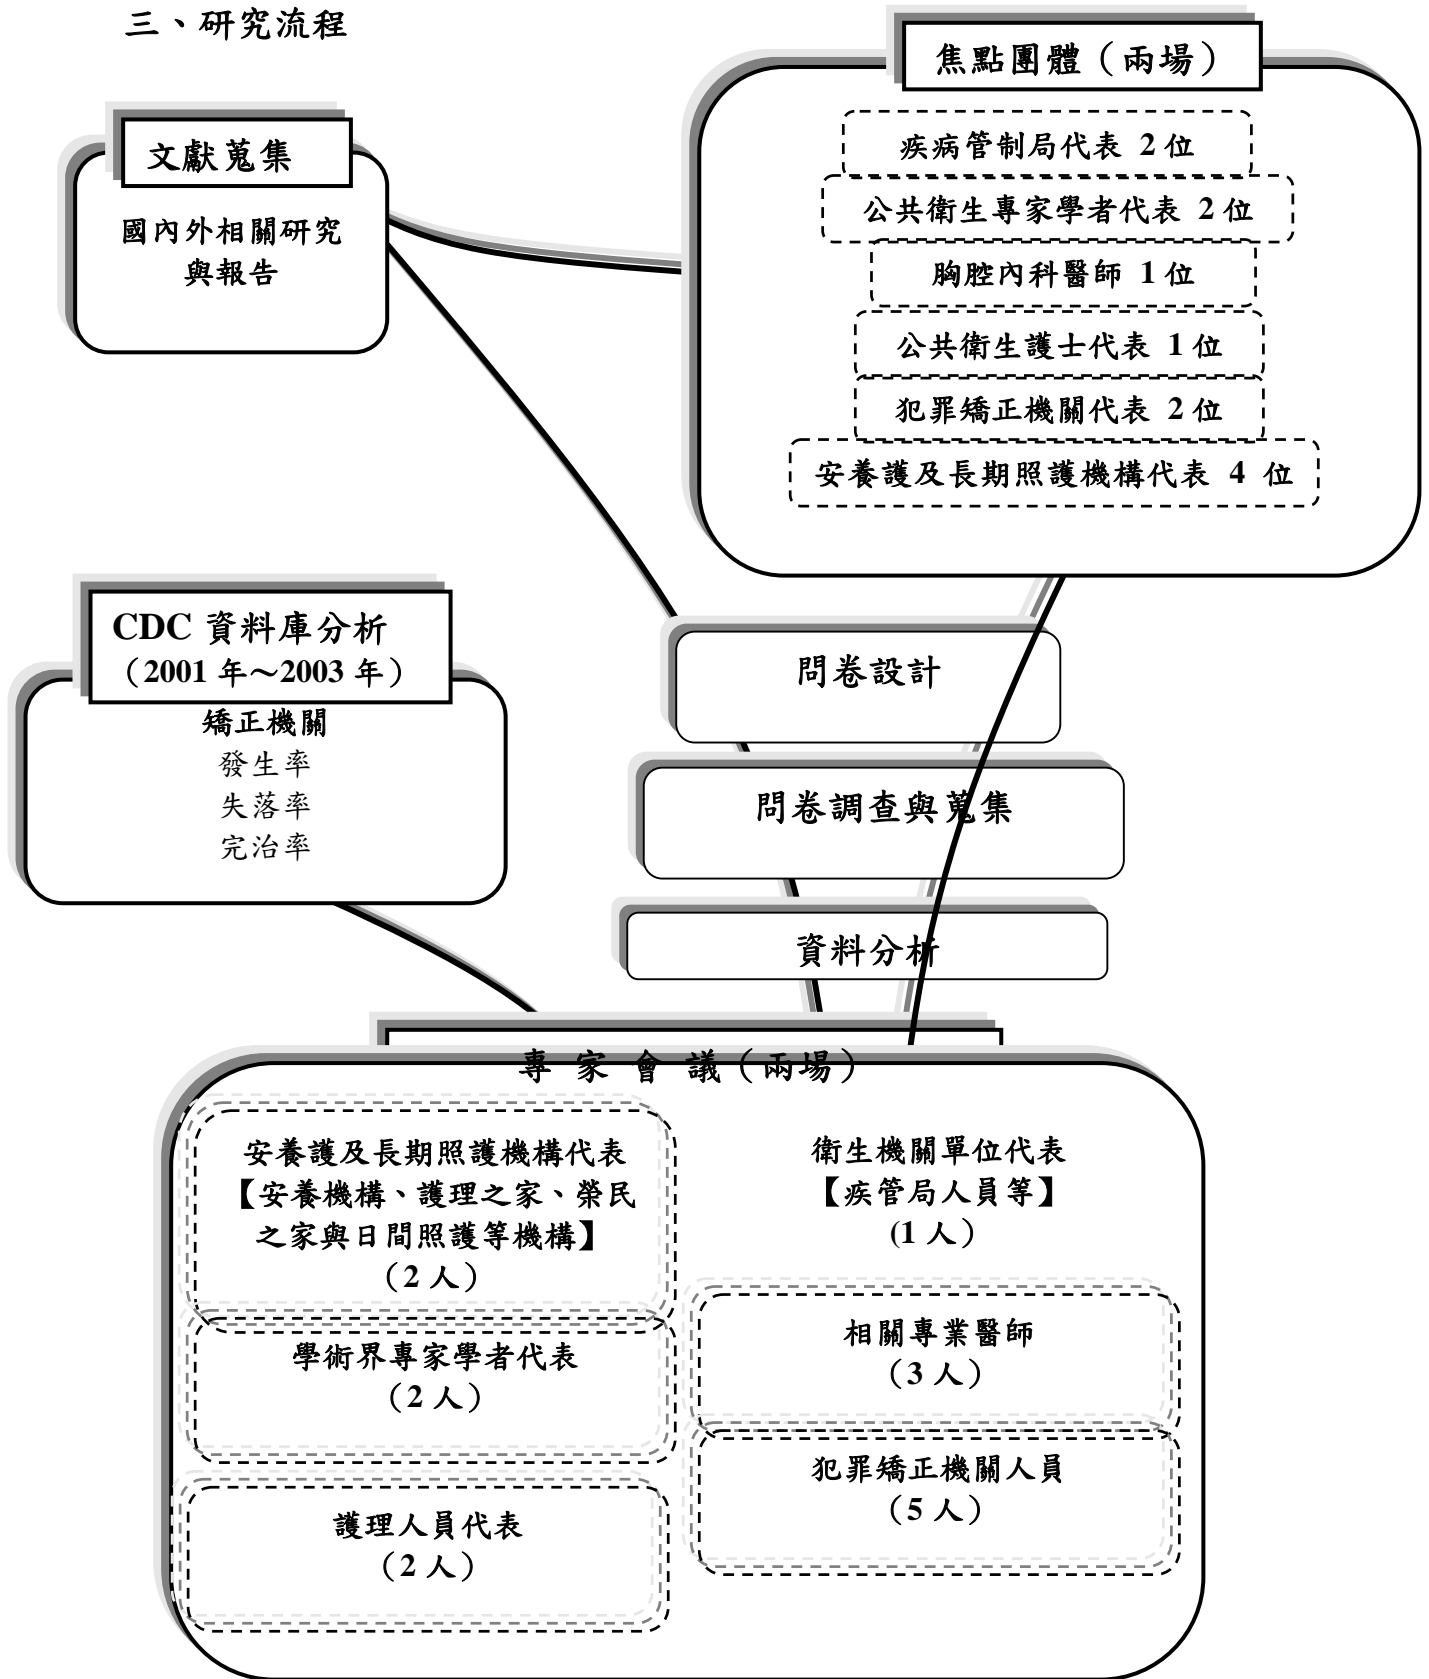 三、研究流程
焦點團體（兩場）
疾病管制局代表 2 位
公共衛生專家學者代表 2 位
胸腔內科醫師 1 位
公共衛生護士代表 1 位
犯罪矯正機關代表 2 位
安養護及長期照護機構代表 4 位
文獻蒐集
國內外相關研究
與報告
CDC 資料庫分析
（2001 年～2003 年）
矯正機關
發生率
失落率
完治率
問卷設計
問卷調查與蒐集
資料分析
專 家 會 議（兩場）
安養護及長期照護機構代表
【安養機構、護理之家、榮民
之家與日間照護等機構】
（2 人）
學術界專家學者代表
（2 人）
護理人員代表
（2 人）
衛生機關單位代表
【疾管局人員等】
(1 人）
相關專業醫師
（3 人）
犯罪矯正機關人員
（5 人）